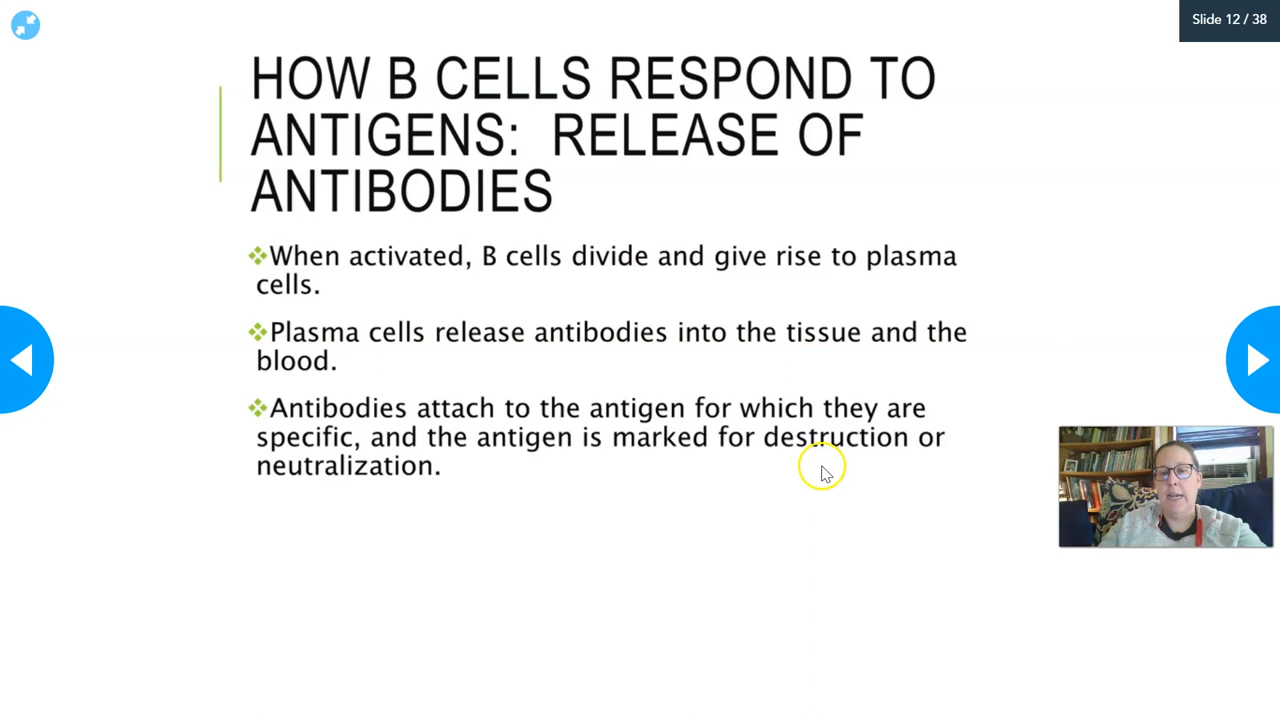 Slide 12 / 38
HOW B CELLS RESPOND TO
ANTIGENS: RELEASE OF
ANTIBODIES
When activated, B cells divide and give rise to plasma
cells.
Plasma cells release antibodies into the tissue and the
blood.
Antibodies attach to the antigen for which they are
specific, and the antigen is marked for destruction or
neutralization.